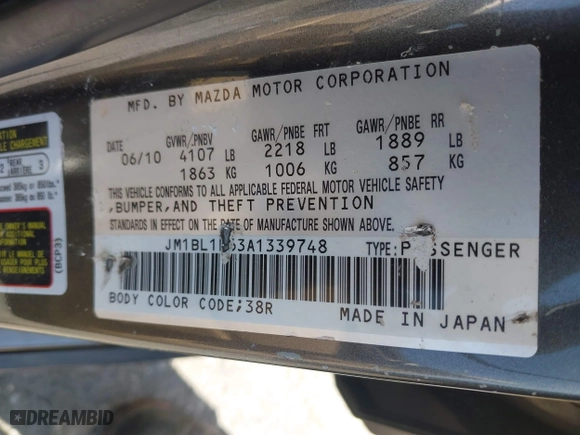 MFD. BY MAZDA MOTOR CORPORATION
DATE GVWR/PNBV GAWR/PNBE FRT GAWR/PNBE RR
06/10 4107 LB 2218 LB 1889 LB
1863 KG 1006 KG 857 KG
THIS VEHICLE CONFORMS TO ALL APPLICABLE FEDERAL MOTOR VEHICLE SAFETY
,BUMPER,AND THEFT PREVENTION
STANDARDS IN EFFECT ON THE DATE OF MANUFACTURE SHOWN ABOVE.
TYPE:
BODY COLOR CODE;38R
MADE IN JAPAN
(BCP3)
DREAMBID